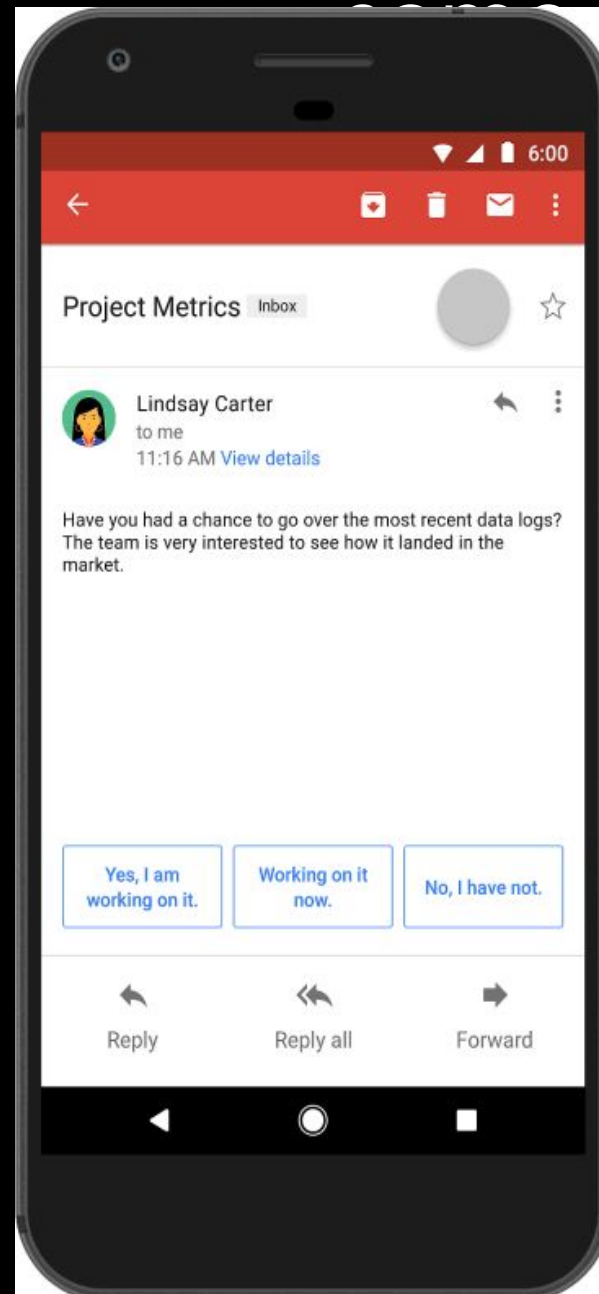 6:00
Project Metrics Inbox
Lindsay Carter
to me
11:16 AM View details
Have you had a chance to go over the most recent data logs?
The team is very interested to see how it landed in the
market.
Yes, I am
working on it.
Working on it
now.
No, I have not.
Reply
Reply all
Forward